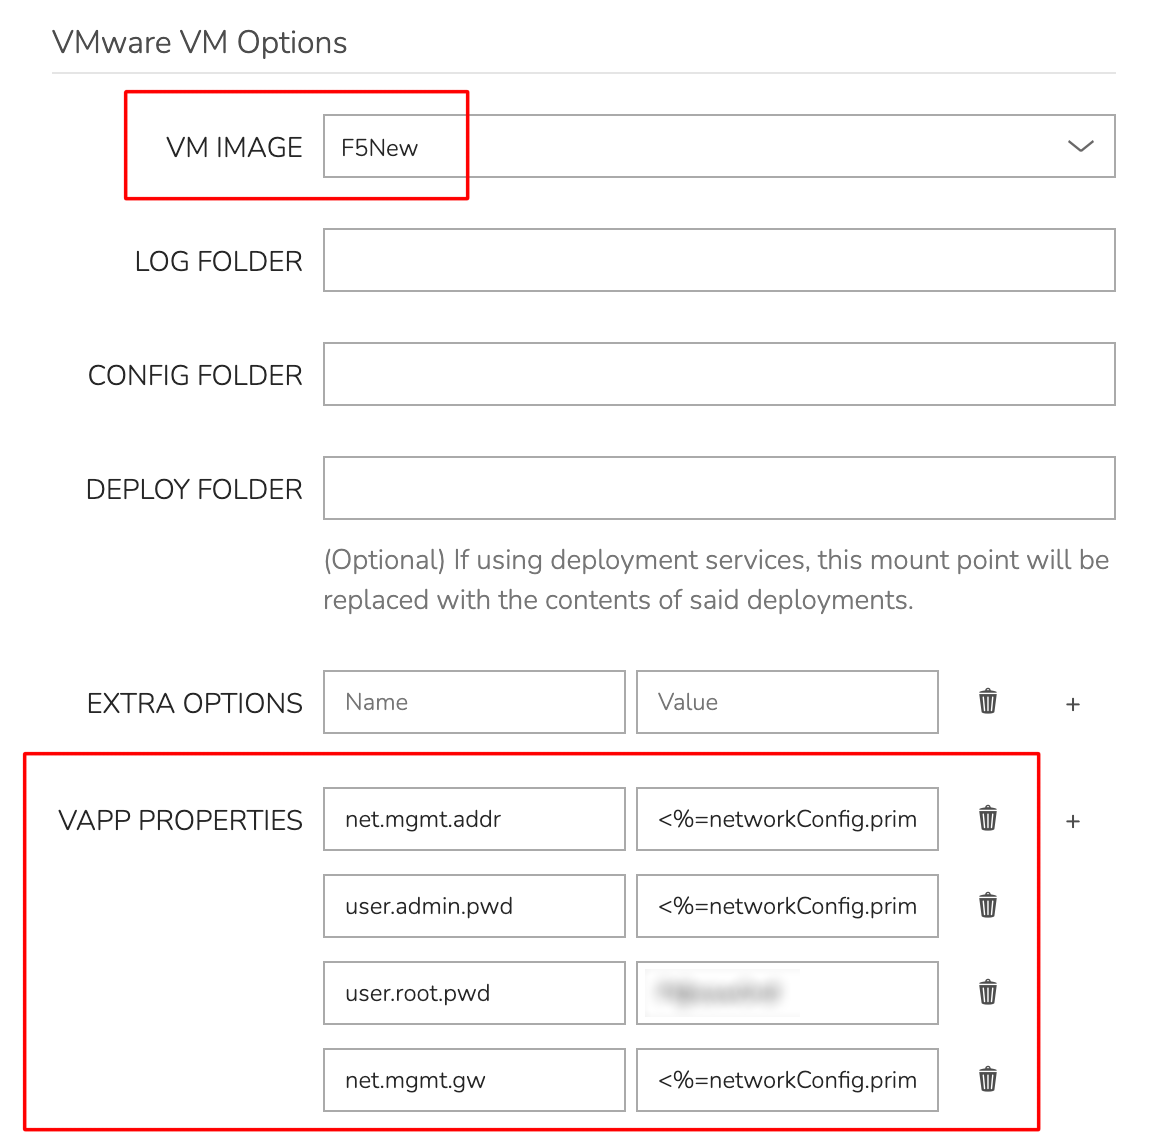 VMware VM Options
VM IMAGE F5New
LOG FOLDER
CONFIG FOLDER
DEPLOY FOLDER
(Optional) If using deployment services, this mount point will be
replaced with the contents of said deployments.
EXTRA OPTIONS Name Value +
VAPP PROPERTIES net.mgmt.addr <%=networkConfig.prim +
user.admin.pwd <%=networkConfig.prim
user.root.pwd
net.mgmt.gw <%=networkConfig.prim